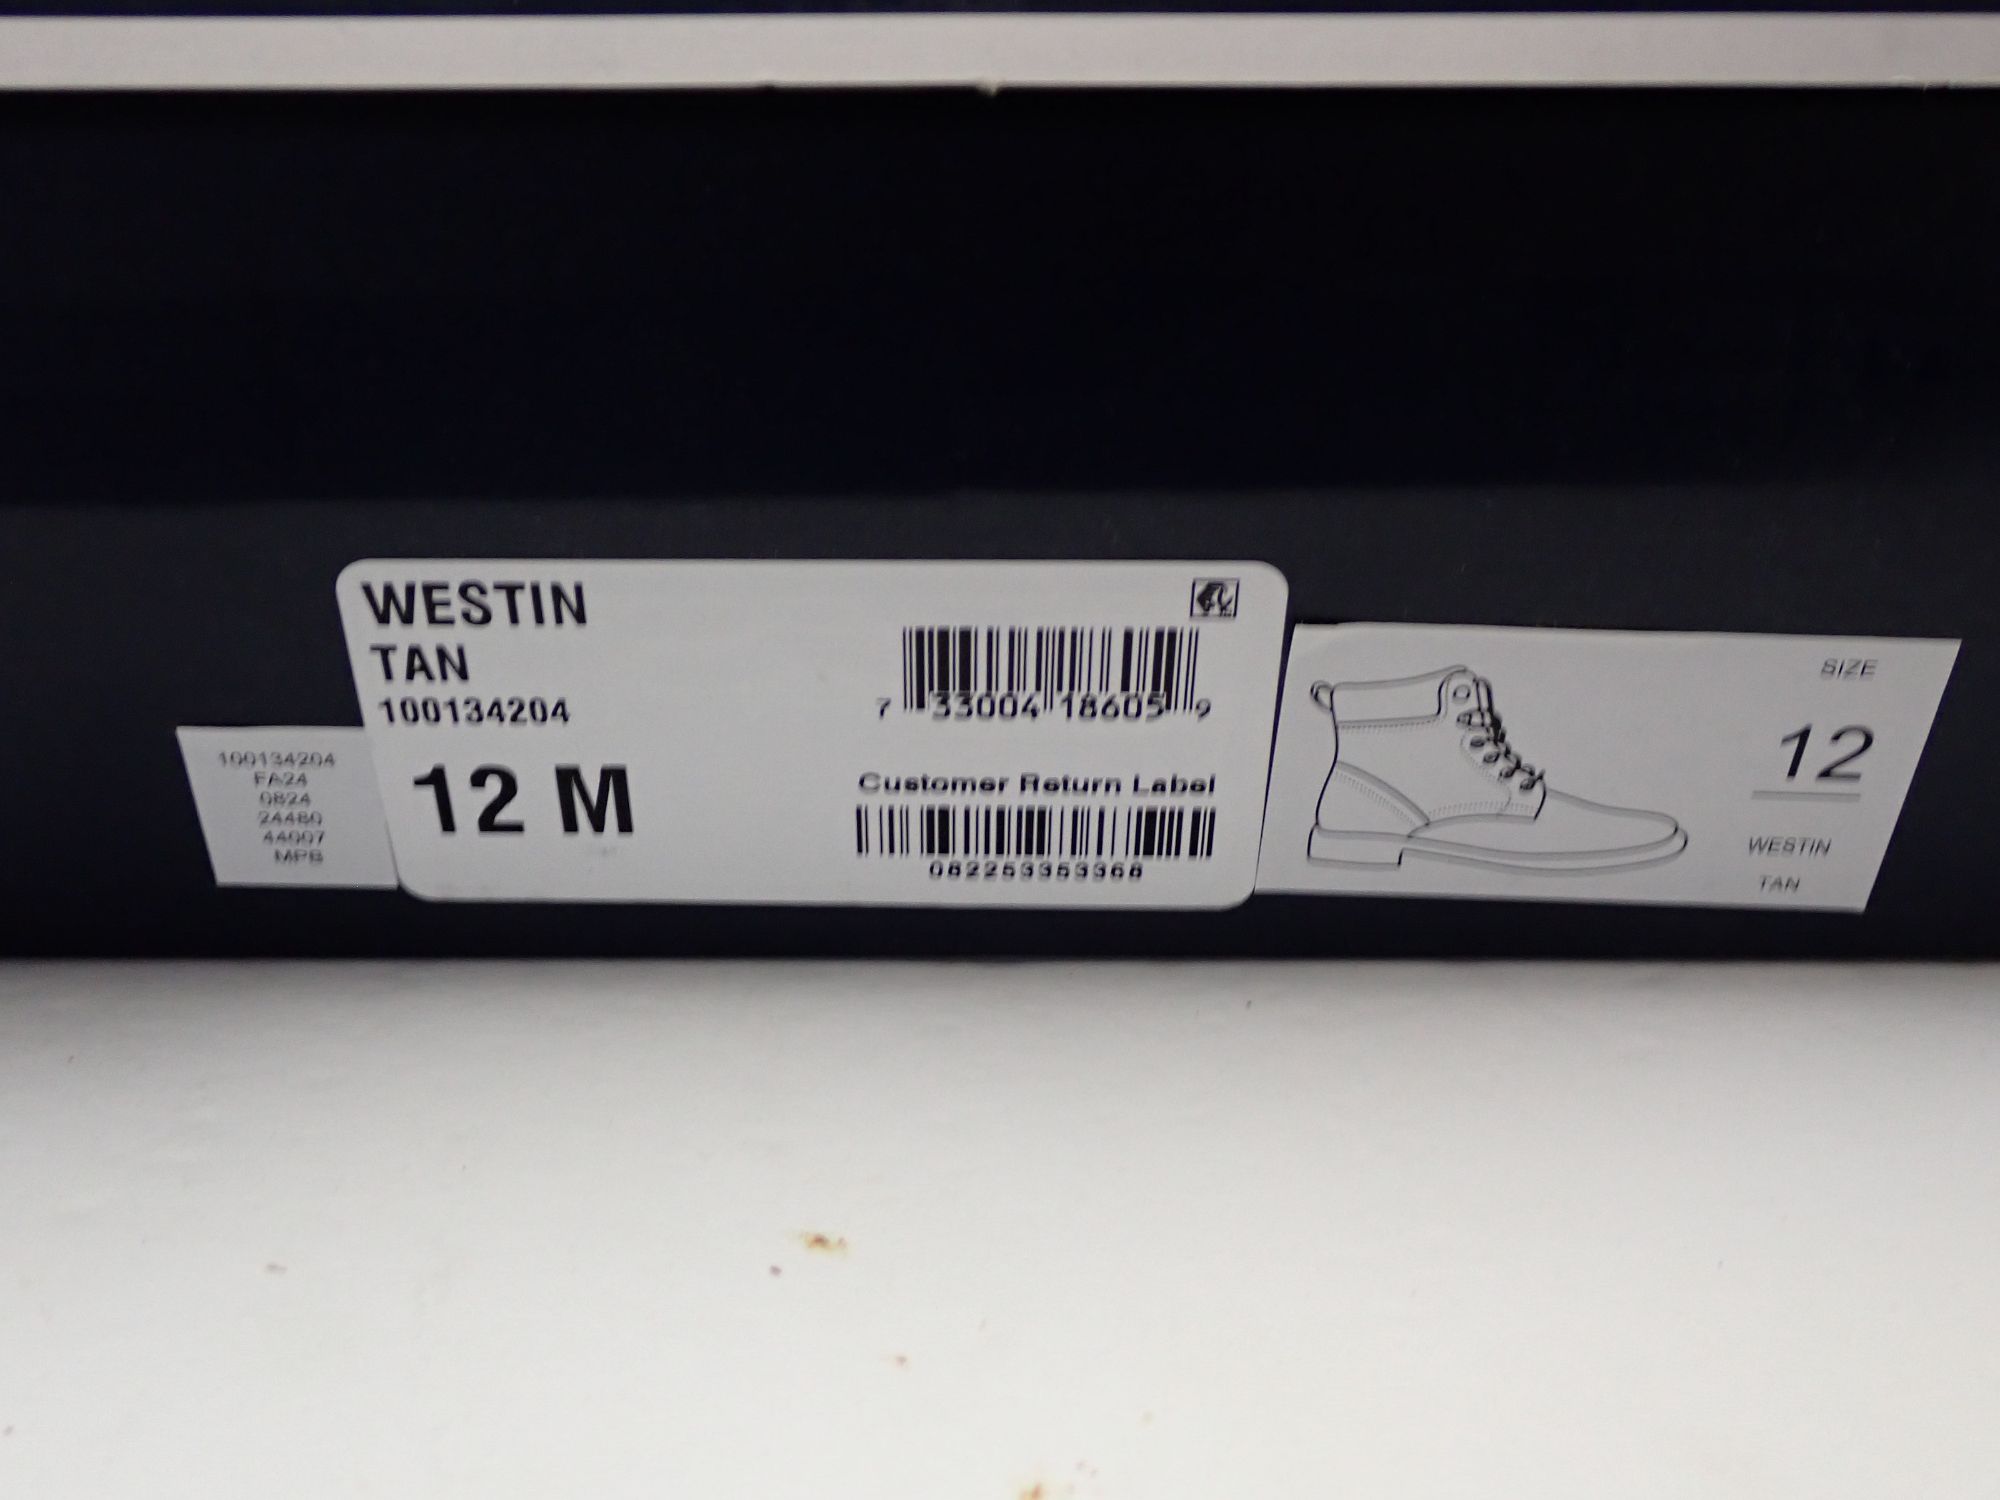 WESTIN
TAN
100134204
12 M
7 33004 18605 9
Customer Return Label
082253353368
100134204
FA24
0824
24480
44007
MPB
SIZE
12
WESTIN
TAN